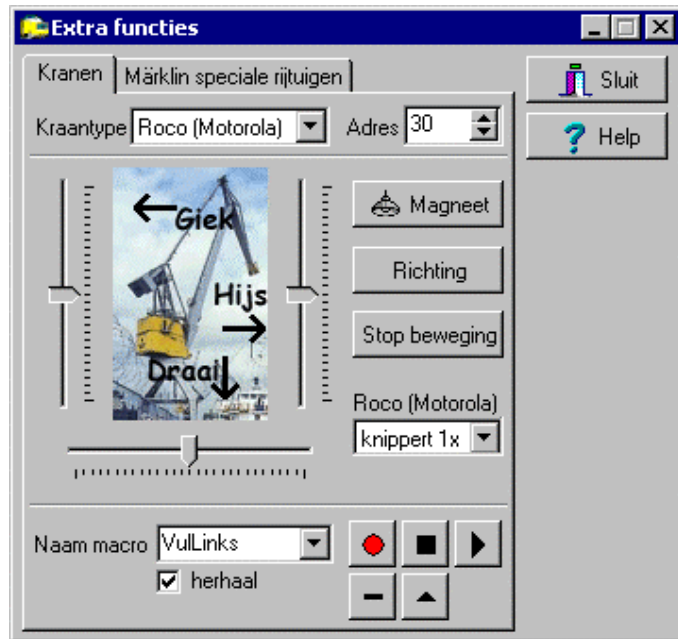 Extra functies
Kranen
Märklin speciale rijtuigen
Sluit
Help
Kraantype Roco (Motorola)
Adres 30
Giek
Hijs
Draai
Magneet
Richting
Stop beweging
Roco (Motorola)
knippert 1x
Naam macro VulLinks
herhaal